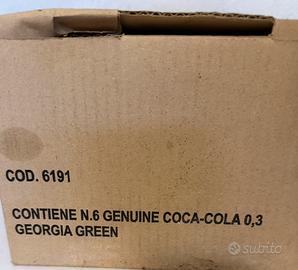 COD. 6191
CONTIENE N.6 GENUINE COCA-COLA 0,3
GEORGIA GREEN
subito